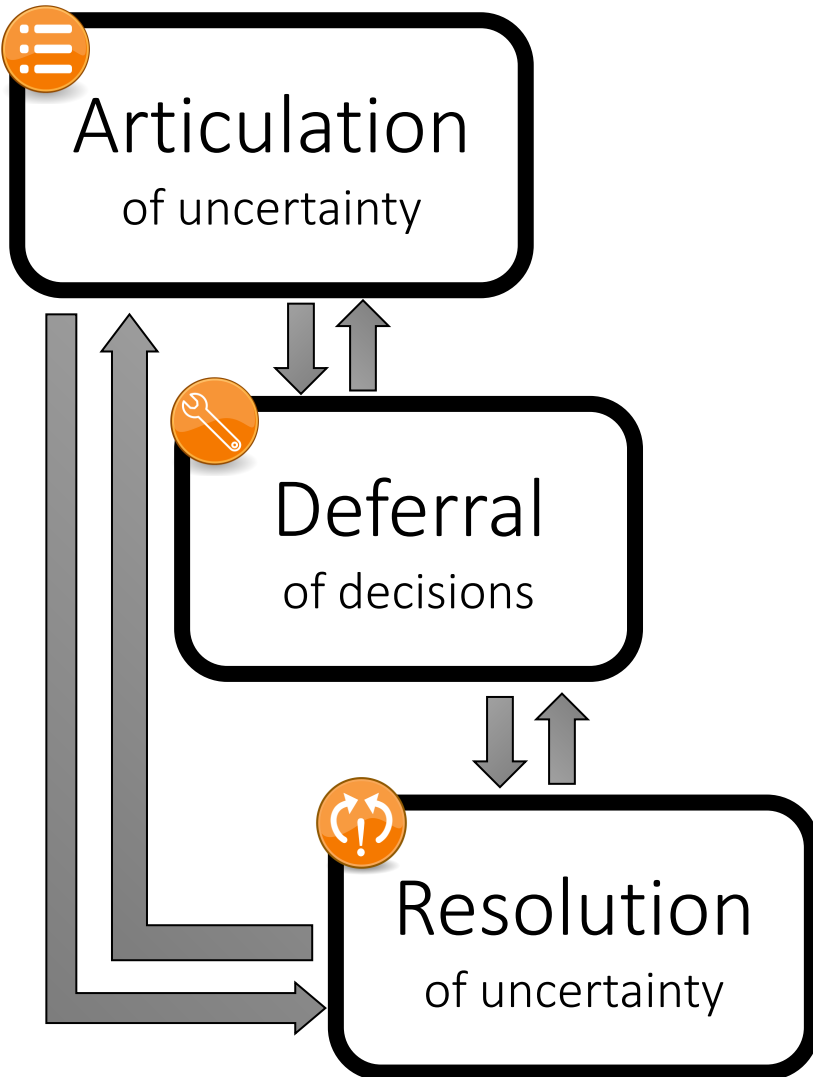 Articulation
of uncertainty
Deferral
of decisions
Resolution
of uncertainty